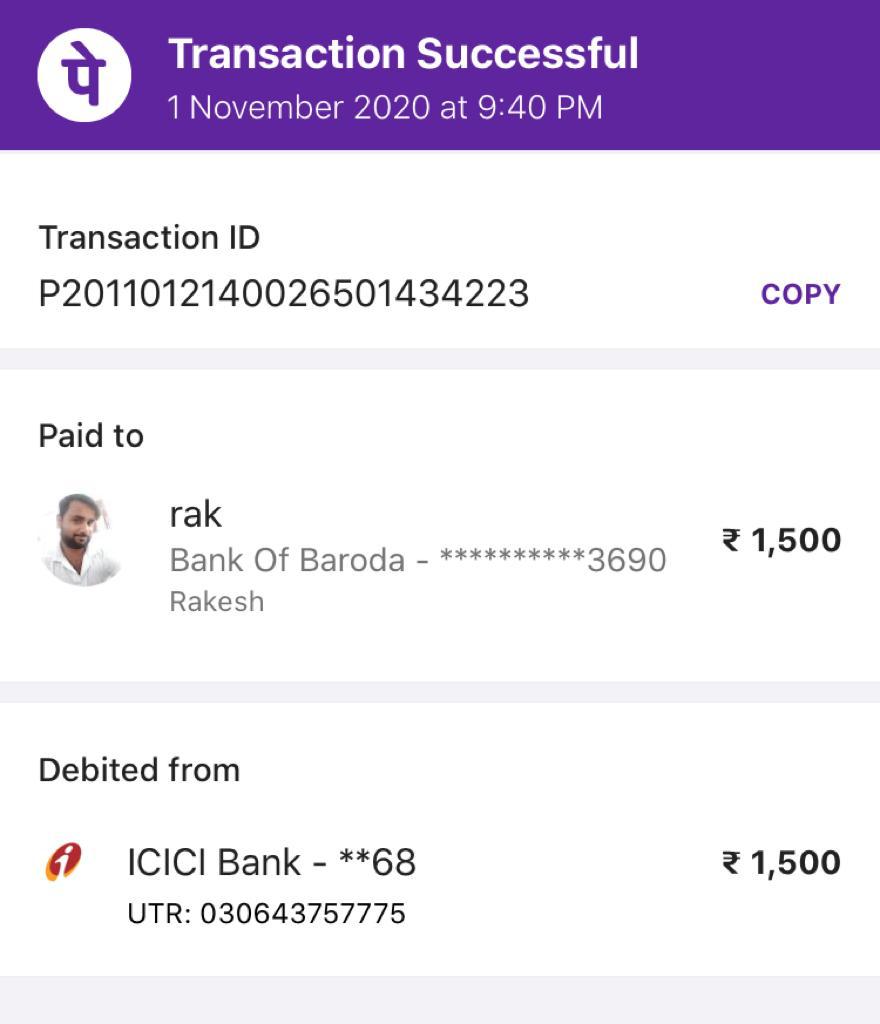 पे
Transaction Successful
1 November 2020 at 9:40 PM
Transaction ID
P2011012140026501434223
COPY
Paid to
rak
Bank Of Baroda - **********3690
Rakesh
₹ 1,500
Debited from
ICICI Bank - **68
₹ 1,500
UTR: 030643757775